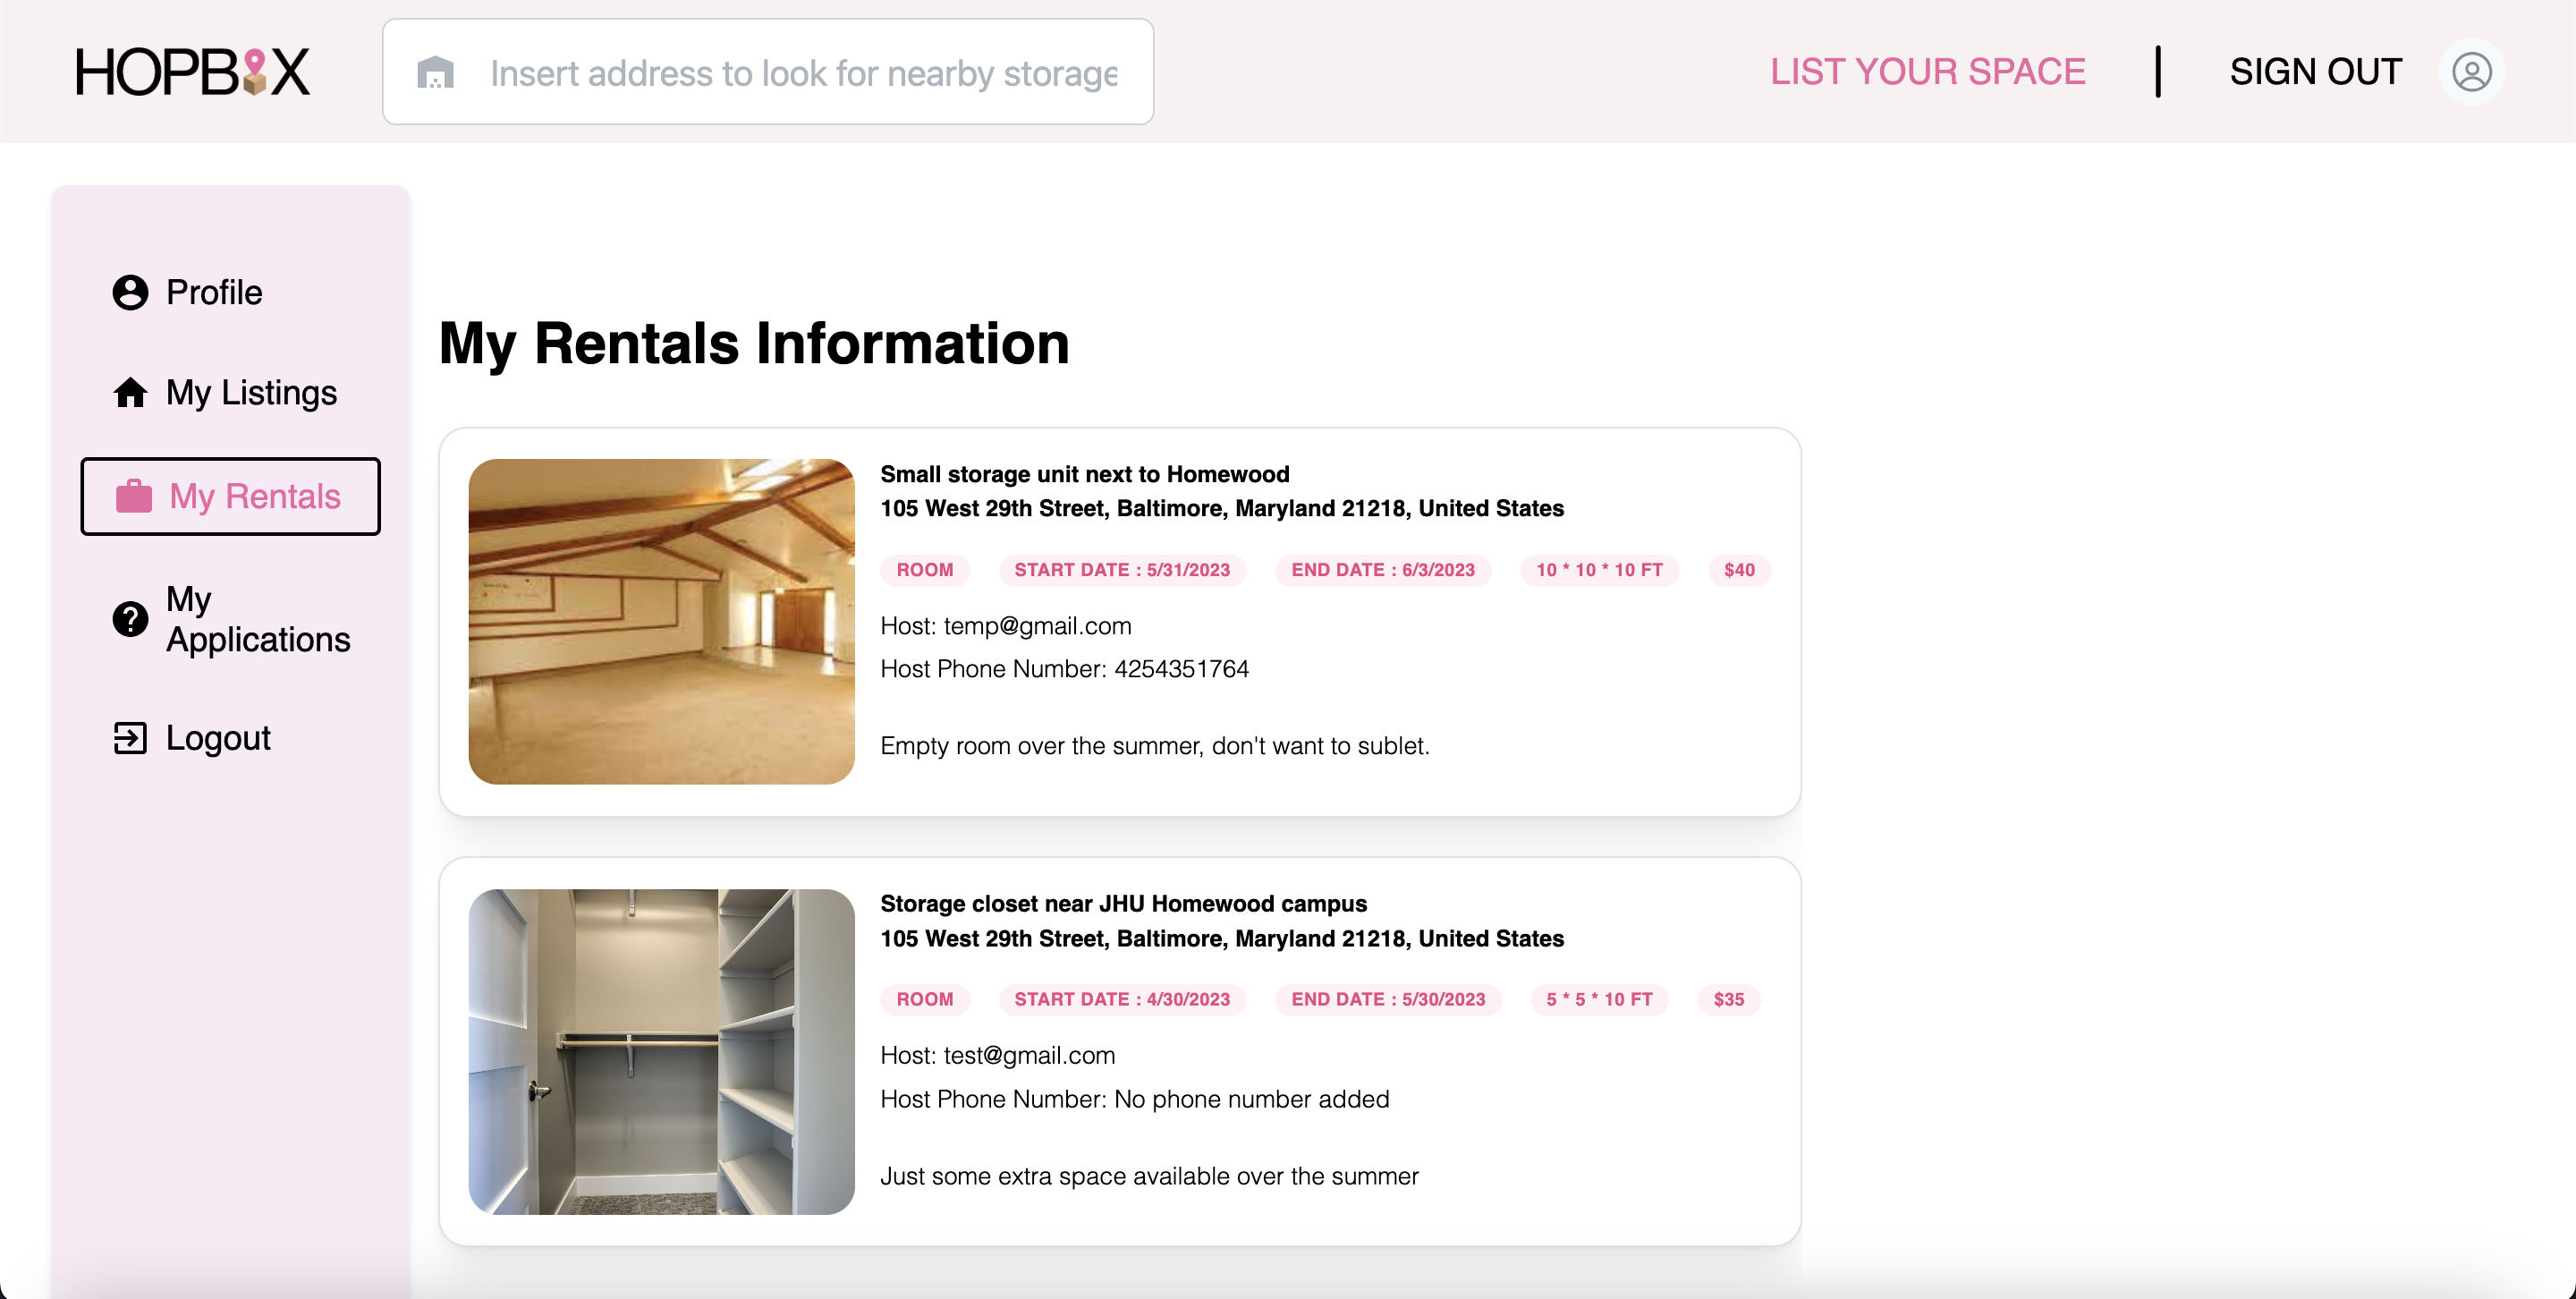 HOPBOX
Insert address to look for nearby storage
LIST YOUR SPACE
SIGN OUT
Profile
My Listings
My Rentals
My
Applications
Logout
My Rentals Information
Small storage unit next to Homewood
105 West 29th Street, Baltimore, Maryland 21218, United States
ROOM START DATE : 5/31/2023 END DATE : 6/3/2023 10 * 10 * 10 FT $40
Host: temp@gmail.com
Host Phone Number: 4254351764
Empty room over the summer, don't want to sublet.
Storage closet near JHU Homewood campus
105 West 29th Street, Baltimore, Maryland 21218, United States
ROOM START DATE : 4/30/2023 END DATE : 5/30/2023 5 * 5 * 10 FT $35
Host: test@gmail.com
Host Phone Number: No phone number added
Just some extra space available over the summer